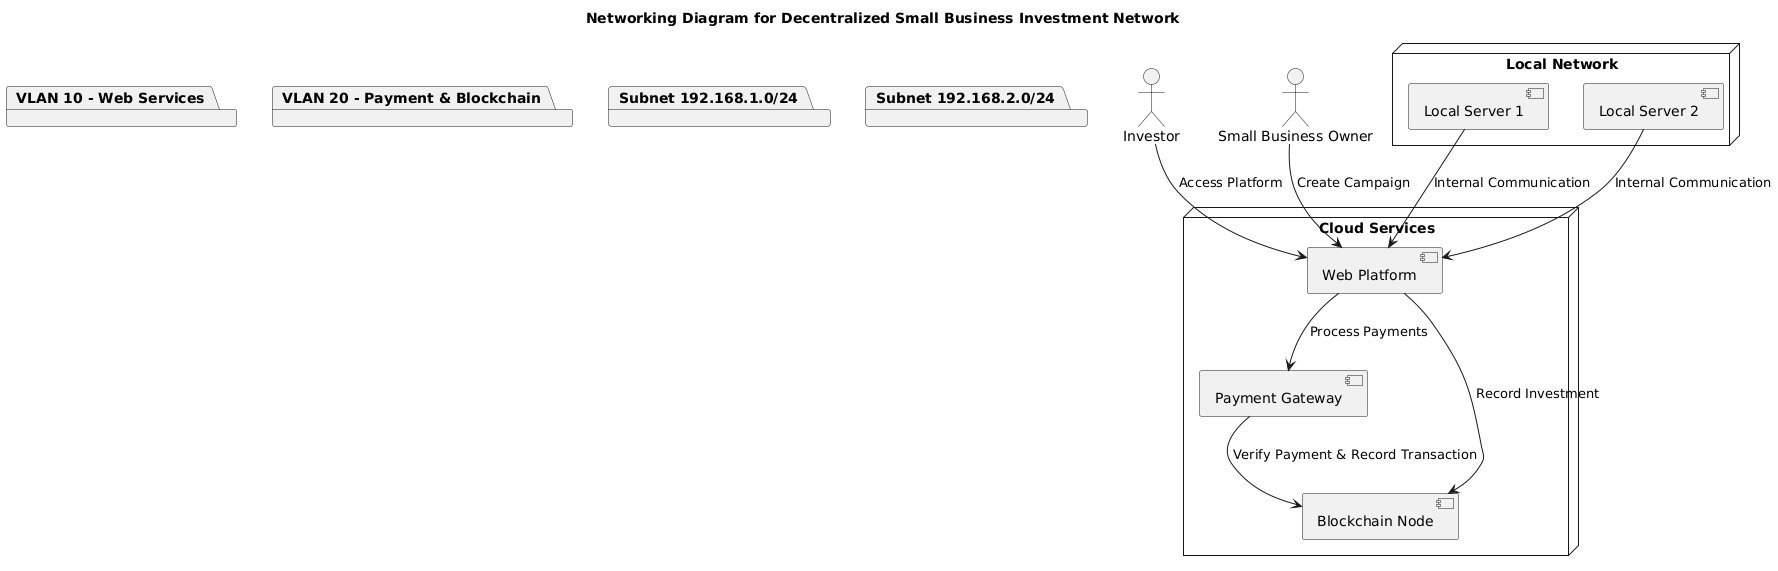 Networking Diagram for Decentralized Small Business Investment Network
VLAN 10 - Web Services
VLAN 20 - Payment & Blockchain
Subnet 192.168.1.0/24
Subnet 192.168.2.0/24
Investor
Small Business Owner
Local Network
Local Server 1
Local Server 2
Access Platform
Create Campaign
Internal Communication
Internal Communication
Cloud Services
Web Platform
Process Payments
Payment Gateway
Record Investment
Verify Payment & Record Transaction
Blockchain Node